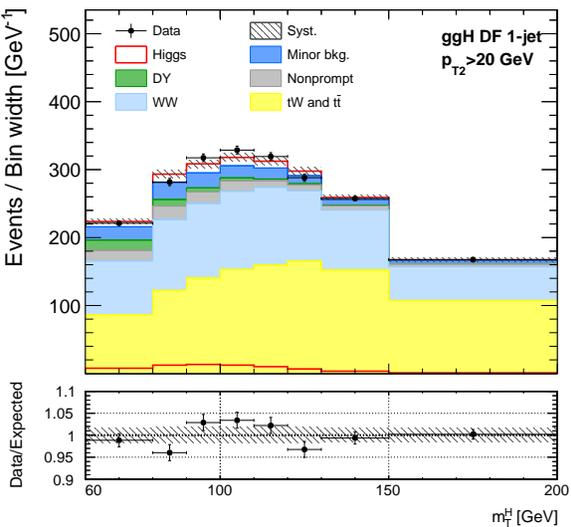 Events / Bin width [GeV⁻¹]
500
400
300
200
100
Data
Syst.
Higgs
Minor bkg.
DY
Nonprompt
WW
tW and tt̄
ggH DF 1-jet
pT2>20 GeV
Data/Expected
1.1
1.05
1
0.95
0.9
60
100
150
200
mTH [GeV]